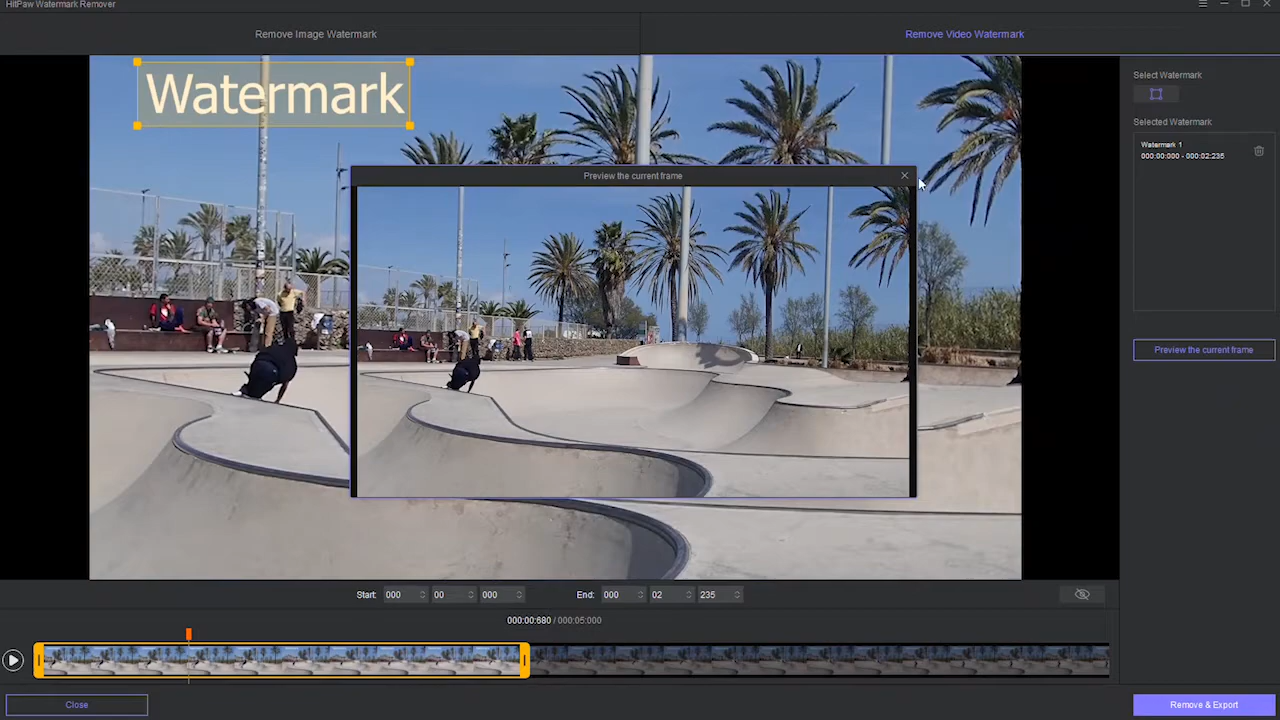 HitPaw Watermark Remover
Remove Image Watermark
Remove Video Watermark
Watermark
Select Watermark
Selected Watermark
Watermark 1
000:00:000 - 000:02:235
Preview the current frame
Preview the current frame
Start: 000 00 000 End: 000 02 235
000:00:680 / 000:05:000
Close
Remove & Export